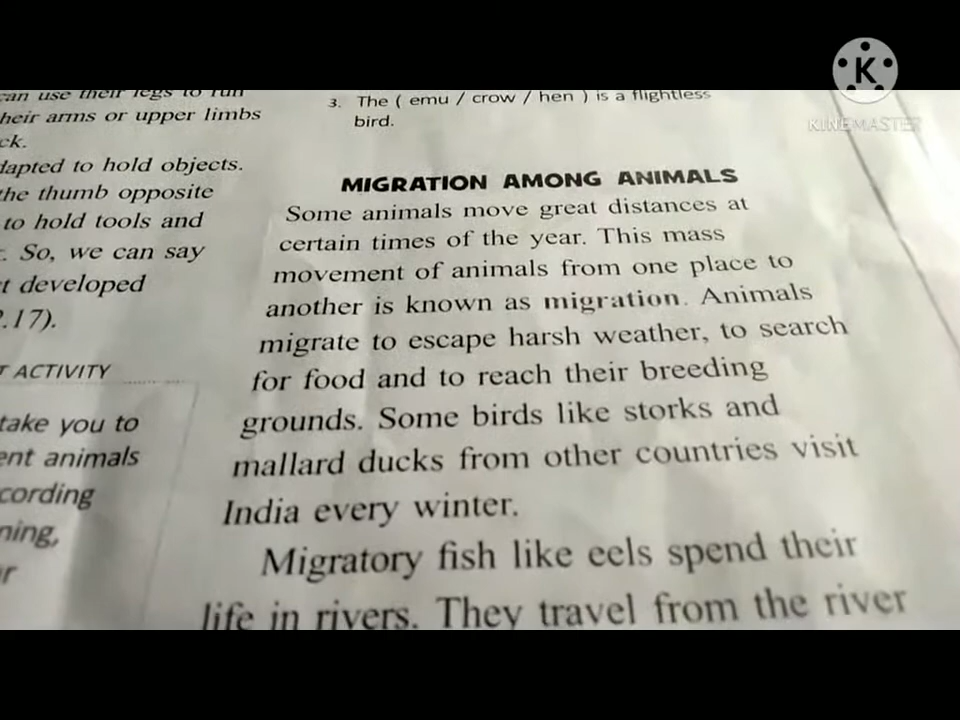 can use their legs to run
heir arms or upper limbs
ck.
dapted to hold objects.
the thumb opposite
to hold tools and
. So, we can say
t developed
.17).
T ACTIVITY
take you to
ent animals
cording
ning,
r
3. The ( emu / crow / hen ) is a flightless
bird.
MIGRATION AMONG ANIMALS
Some animals move great distances at
certain times of the year. This mass
movement of animals from one place to
another is known as migration. Animals
migrate to escape harsh weather, to search
for food and to reach their breeding
grounds. Some birds like storks and
mallard ducks from other countries visit
India every winter.
Migratory fish like eels spend their
life in rivers. They travel from the river
K
KINEMASTER